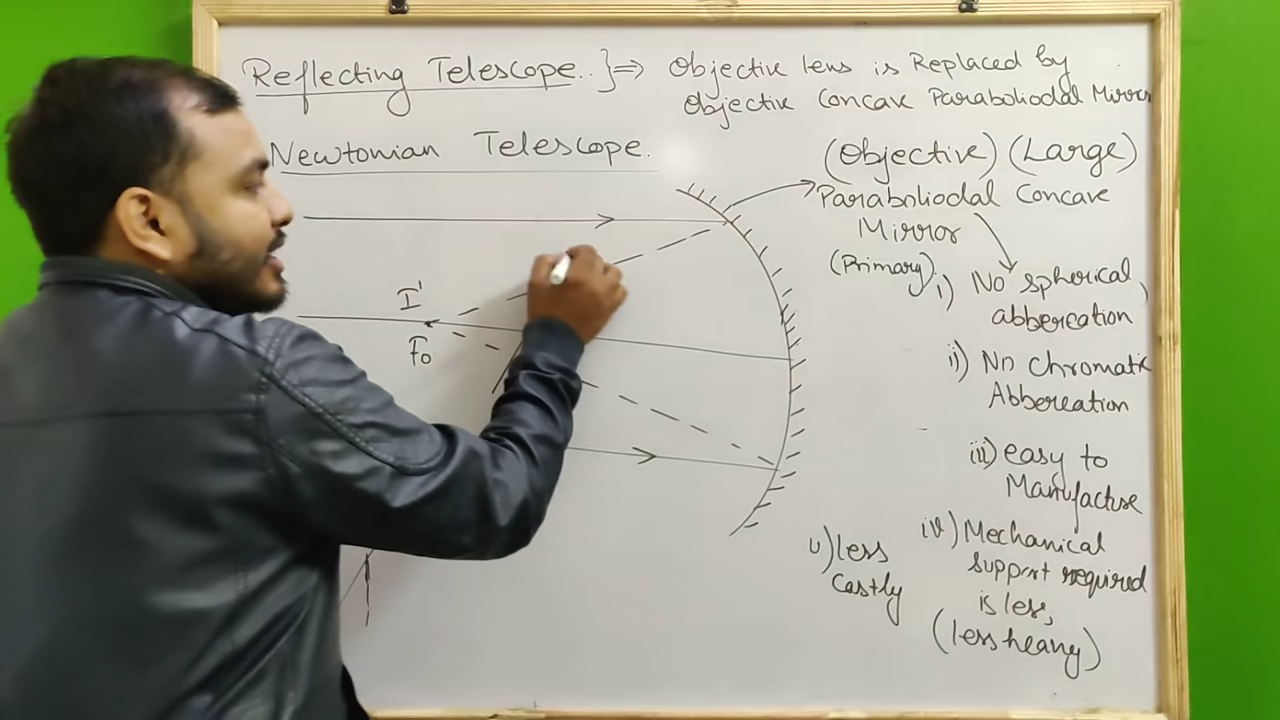 Reflecting Telescope.. } ⇒ Objective lens is Replaced by
Objective Concave Paraboliodal Mirror
Newtonian Telescope.
(Objective) (Large)
Paraboliodal Concave
Mirror
(Primary).
i) No spherical,
abbereation
ii) No Chromatic
Abbereation
iii) easy to
Manufacture
iv) Mechanical
support required
is less,
(less heavy)
v) less
castly
I'
Fo